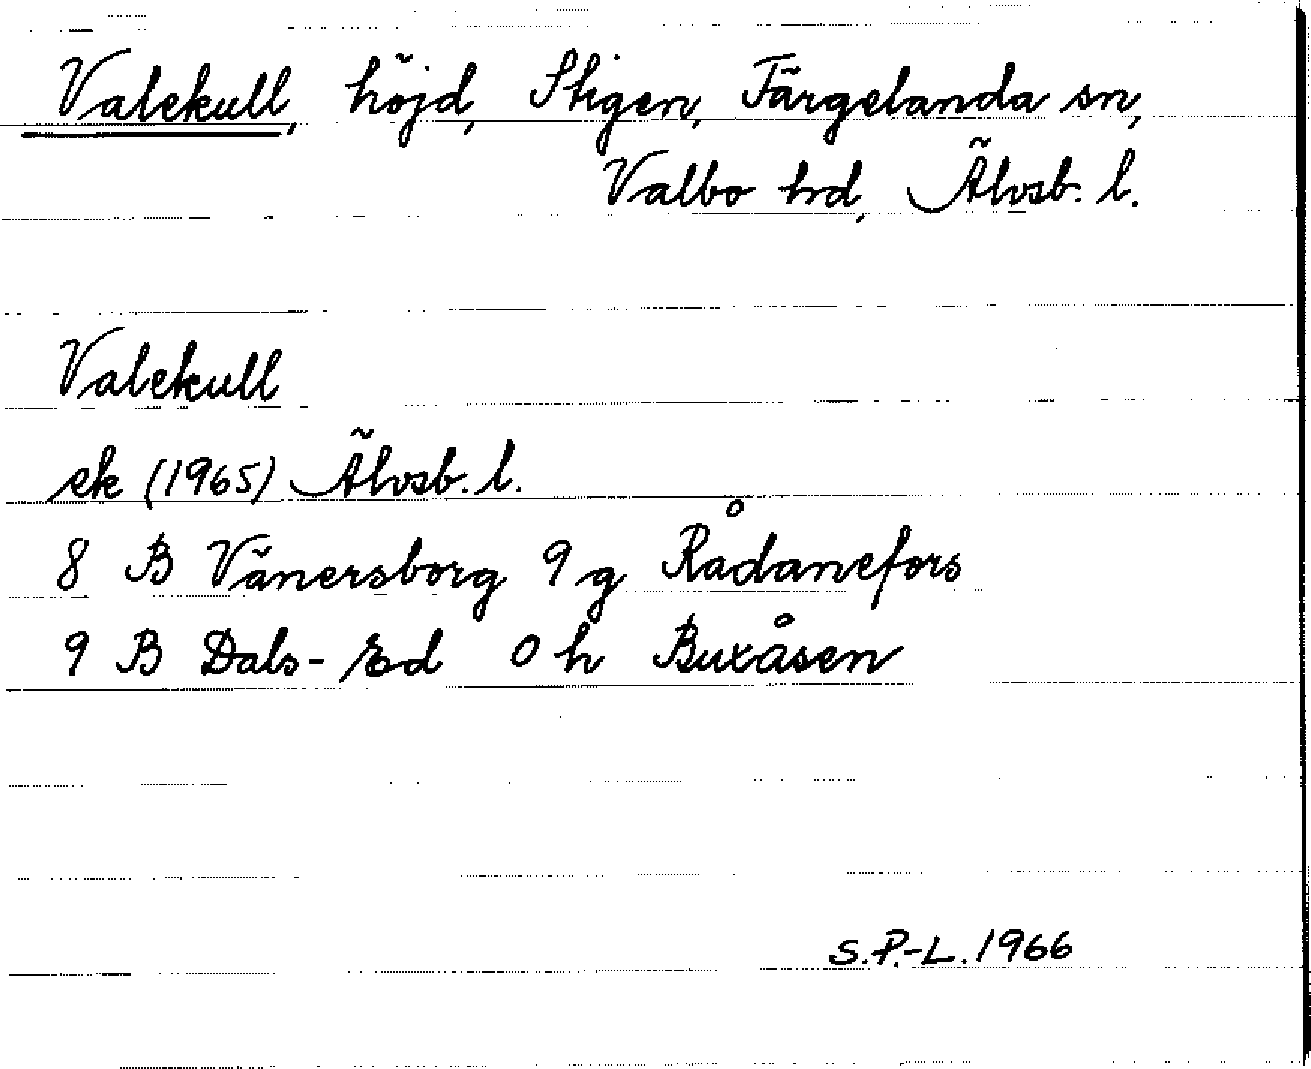 Valekull, höjd, Stigen, Färgelanda sn,
Valbo hd, Älvsb. l.
Valekull
ek (1965) Älvsb. l.
8 B Vänersborg 9 g Rådanefors
9 B Dals-Ed 0 h Buxåsen
S.P.-L. 1966